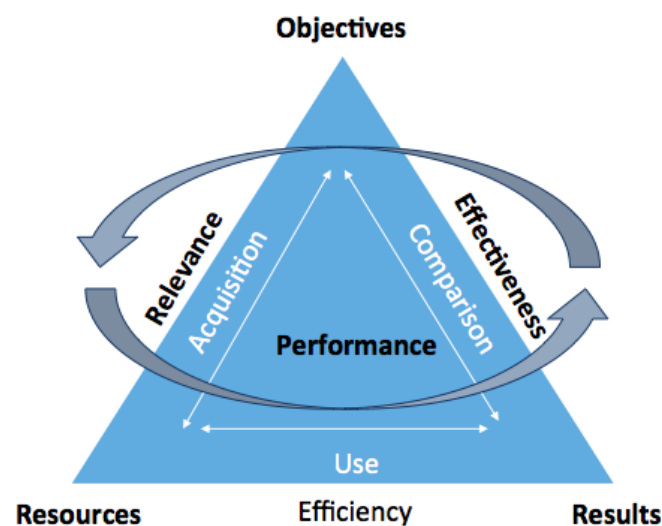 Objectives
Relevance
Acquisition
Comparison
Effectiveness
Performance
Use
Resources
Efficiency
Results